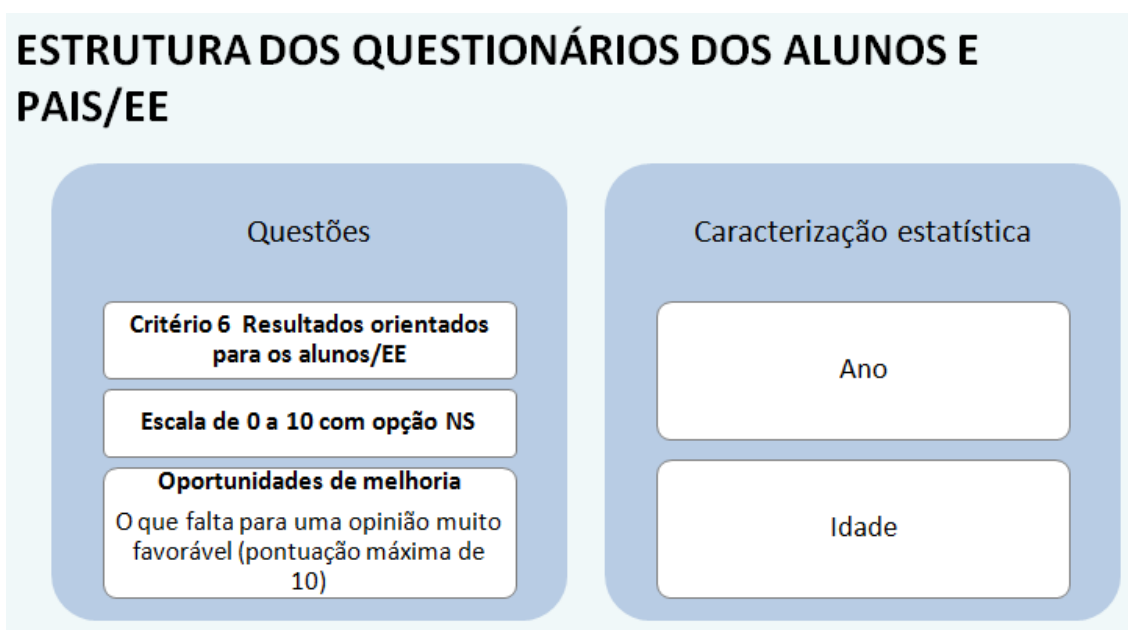 ESTRUTURA DOS QUESTIONÁRIOS DOS ALUNOS E
PAIS/EE
Questões
Critério 6 Resultados orientados
para os alunos/EE
Escala de 0 a 10 com opção NS
Oportunidades de melhoria
O que falta para uma opinião muito
favorável (pontuação máxima de
10)
Caracterização estatística
Ano
Idade